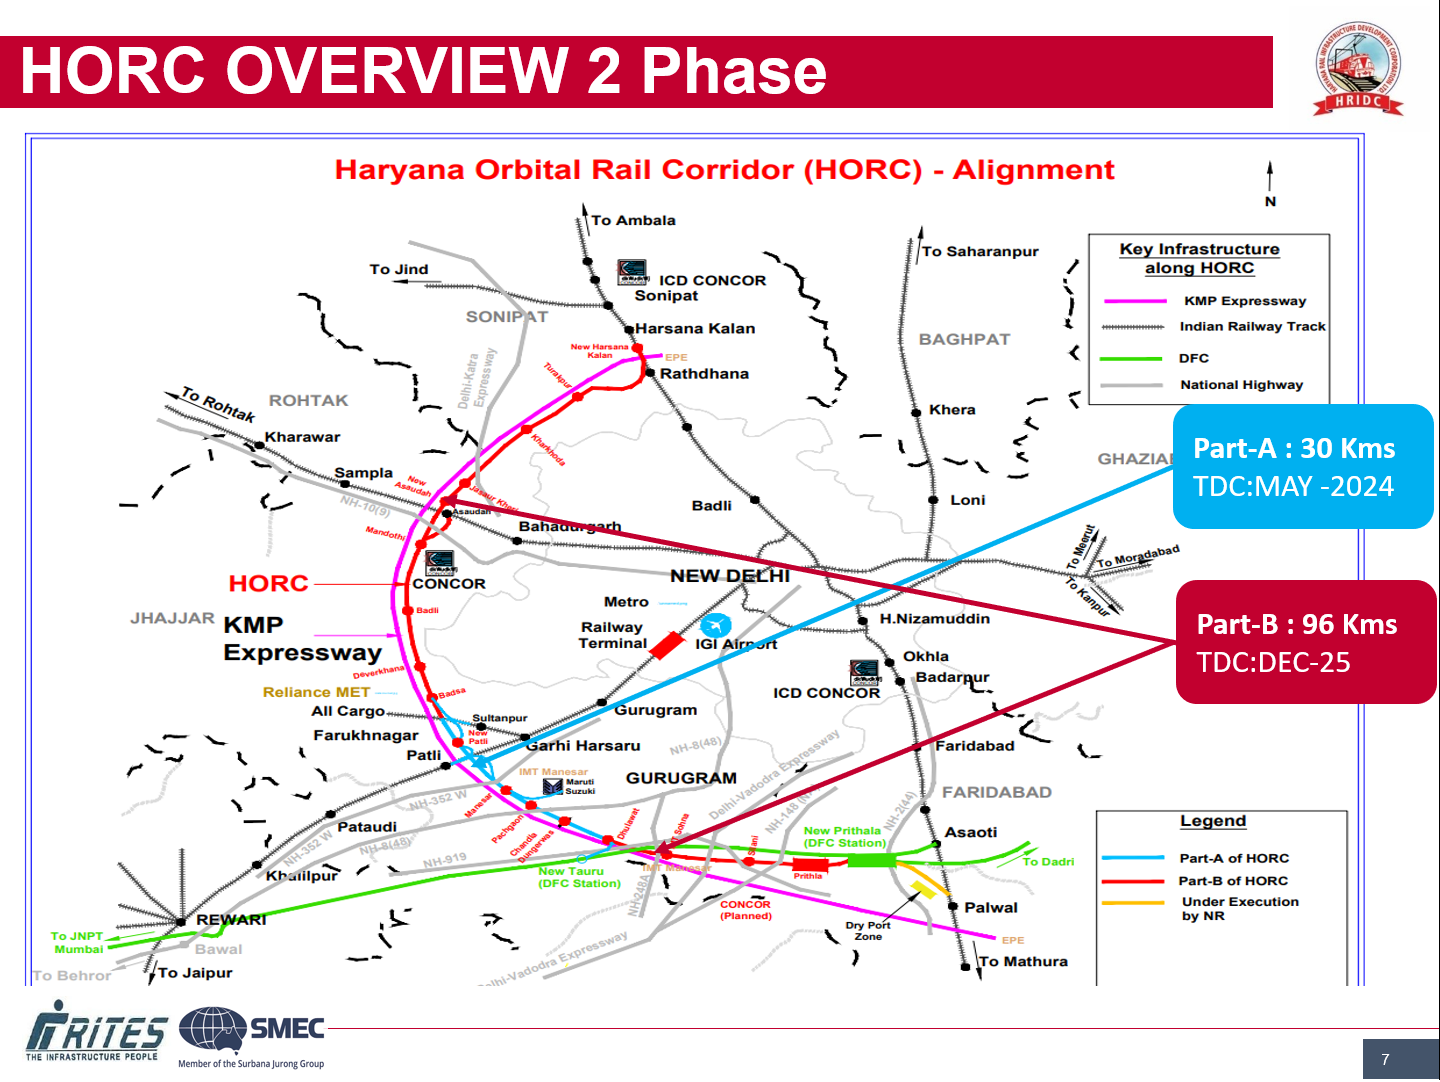 HORC OVERVIEW 2 Phase
HARYANA RAIL INFRASTRUCTURE DEVELOPMENT CORPORATION LTD.
HRIDC
Haryana Orbital Rail Corridor (HORC) - Alignment
N
To Ambala
To Saharanpur
Key Infrastructure
along HORC
KMP Expressway
Indian Railway Track
DFC
National Highway
To Jind
ICD CONCOR
Sonipat
SONIPAT
Harsana Kalan
New Harsana
Kalan
EPE
Rathdhana
BAGHPAT
Delhi-Katra
Expressway
Turakpur
To Rohtak
ROHTAK
Kharawar
Khera
Kharkhoda
Sampla
New
Asaudah
Jasaur Kheri
NH-10(9)
Asaudah
Mandothi
Bahadurgarh
Badli
Loni
GHAZIA
Part-A : 30 Kms
TDC:MAY -2024
To Meerut
To Moradabad
To Kanpur
CONCOR
HORC
NEW DELHI
Badli
JHAJJAR
KMP
Expressway
Metro
Railway
Terminal
IGI Airport
H.Nizamuddin
Part-B : 96 Kms
TDC:DEC-25
Okhla
Badarpur
ICD CONCOR
Deverkhana
Reliance MET
Badsa
All Cargo
Sultanpur
Gurugram
Farukhnagar
New
Patli
Garhi Harsaru
NH-8(48)
Faridabad
Patli
IMT Manesar
Maruti
Suzuki
GURUGRAM
Delhi-Vadodra Expressway
FARIDABAD
NH-352 W
Manesar
Pachgaon
Chandla
Dungerwas
Dhulawat
Sohna
NH-148 (N
NH-2(44)
Pataudi
NH-352 W
NH-8(48)
NH-919
New Prithala
(DFC Station)
Asaoti
Legend
Part-A of HORC
Part-B of HORC
Under Execution
by NR
Khalilpur
New Tauru
(DFC Station)
IMT Manesar
Silani
Prithla
To Dadri
NH-248A
CONCOR
(Planned)
Palwal
REWARI
Dry Port
Zone
EPE
To JNPT
Mumbai
Bawal
To Behror
To Jaipur
Delhi-Vadodra Expressway
To Mathura
RITES
THE INFRASTRUCTURE PEOPLE
SMEC
Member of the Surbana Jurong Group
7